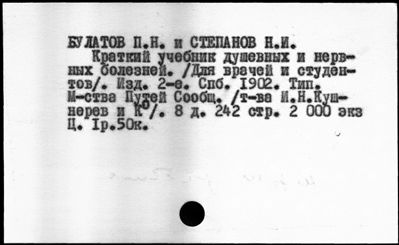 БУЛАТОВ П.Н. и СТЕПАНОВ Н.И.
Краткий учебник душевных и нерв-
ных болезней. /Для врачей и студен-
тов/. Изд. 2-е. Спб. 1902. Тип.
М-ства Путей Сообщ. /т-ва И.Н.Куш-
нерев и К°/. 8 д. 242 стр. 2 000 экз
Ц. 1р.50к.